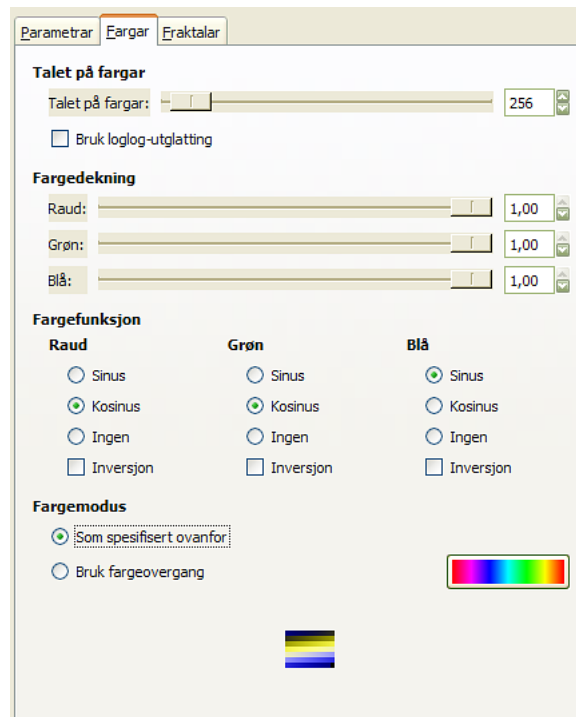 Parametrar Fargar Fraktalar
Talet på fargar
Talet på fargar: 256
Bruk loglog-utglatting
Fargedekning
Raud: 1,00
Grøn: 1,00
Blå: 1,00
Fargefunksjon
Raud Grøn Blå
Sinus Sinus Sinus
Kosinus Kosinus Kosinus
Ingen Ingen Ingen
Inversjon Inversjon Inversjon
Fargemodus
Som spesifisert ovanfor
Bruk fargeovergang